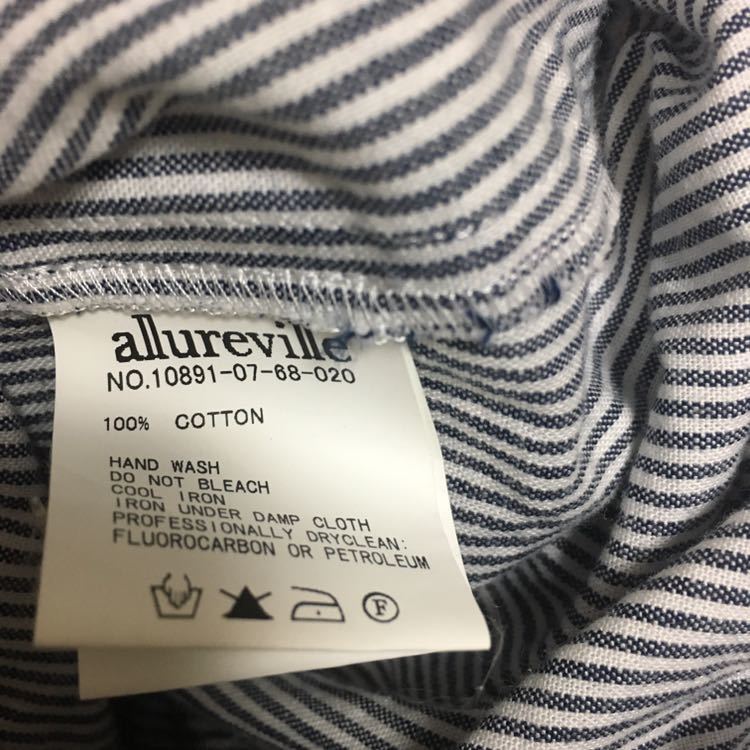 allureville
NO.10891-07-68-020
100% COTTON
HAND WASH
DO NOT BLEACH
COOL IRON
IRON UNDER DAMP CLOTH
PROFESSIONALLY DRYCLEAN:
FLUOROCARBON OR PETROLEUM
F